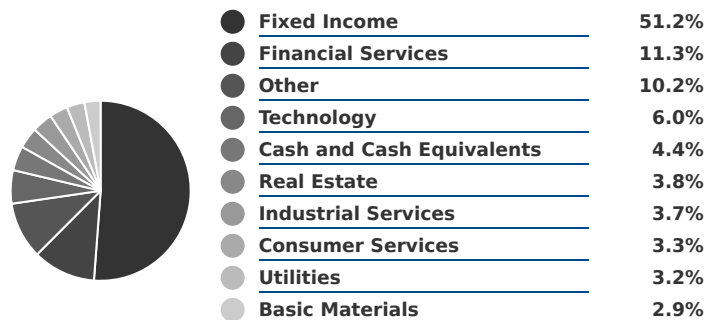 Fixed Income 51.2%
Financial Services 11.3%
Other 10.2%
Technology 6.0%
Cash and Cash Equivalents 4.4%
Real Estate 3.8%
Industrial Services 3.7%
Consumer Services 3.3%
Utilities 3.2%
Basic Materials 2.9%